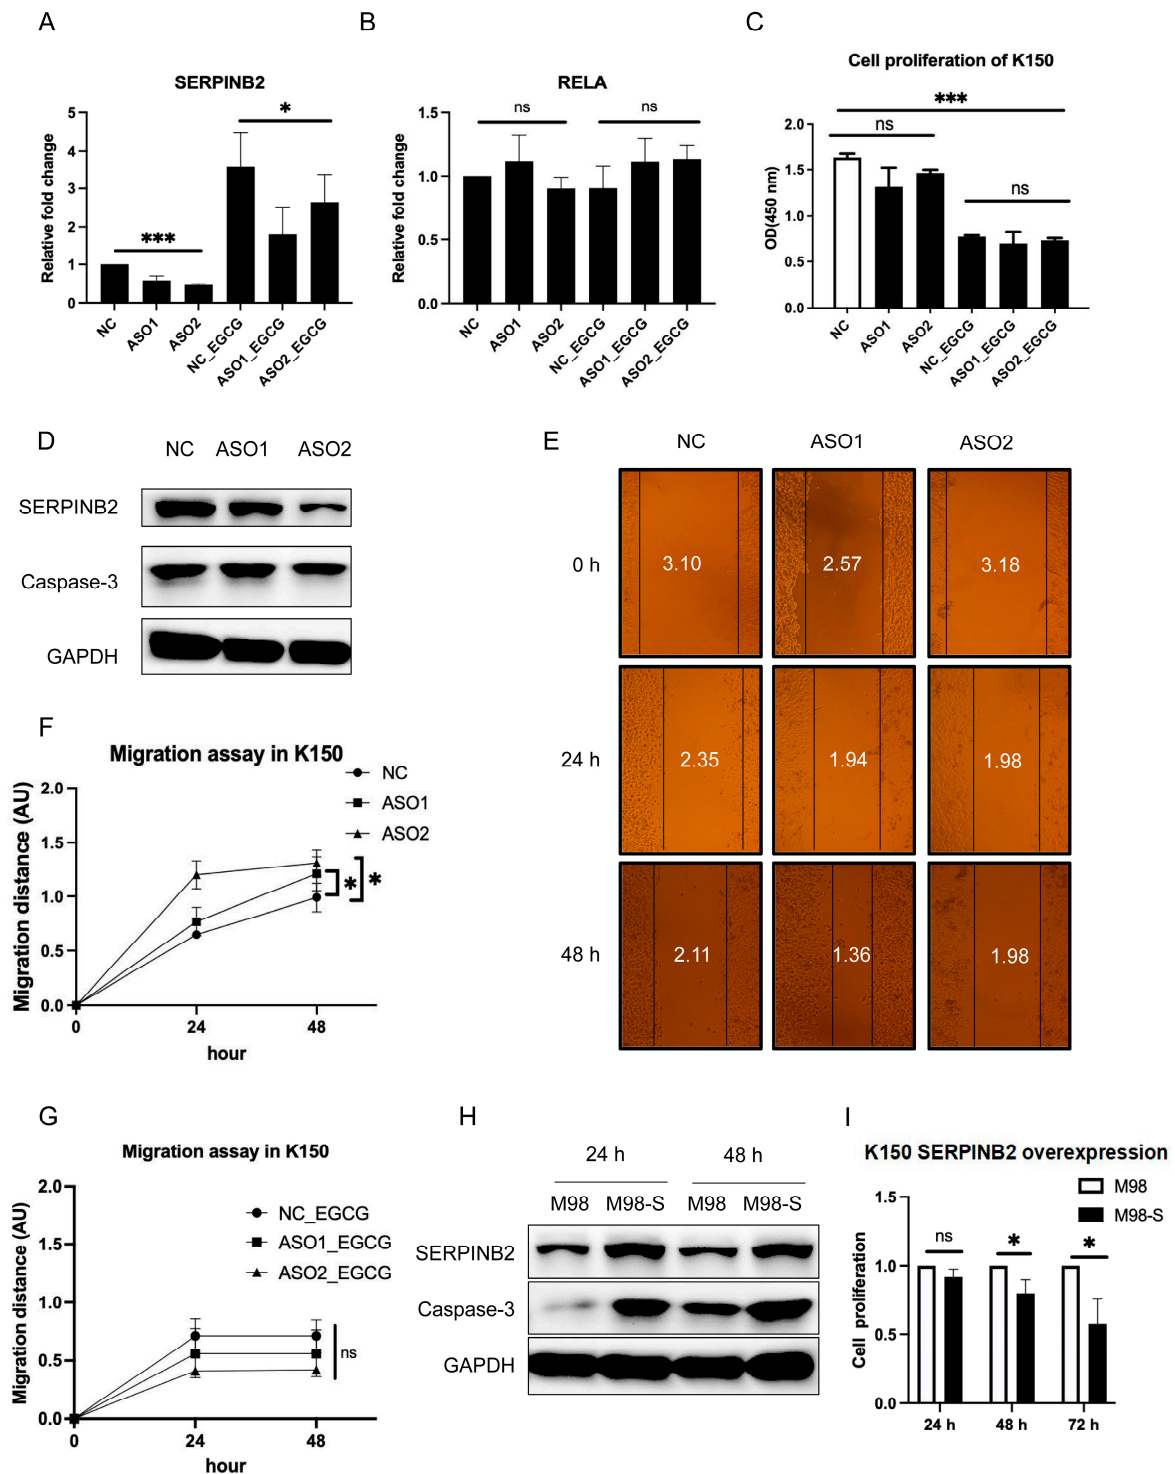 A
B
C
SERPINB2
RELA
Cell proliferation of K150
Relative fold change
5
4
3
2
1
0
***
*
NC
ASO1
ASO2
NC_EGCG
ASO1_EGCG
ASO2_EGCG
Relative fold change
1.5
1.0
0.5
0.0
ns
ns
NC
ASO1
ASO2
NC_EGCG
ASO1_EGCG
ASO2_EGCG
OD(450 nm)
2.0
1.5
1.0
0.5
0.0
***
ns
ns
NC
ASO1
ASO2
NC_EGCG
ASO1_EGCG
ASO2_EGCG
D
NC ASO1 ASO2
SERPINB2
Caspase-3
GAPDH
E
NC ASO1 ASO2
0 h
3.10 2.57 3.18
24 h
2.35 1.94 1.98
48 h
2.11 1.36 1.98
F
Migration assay in K150
NC
ASO1
ASO2
Migration distance (AU)
2.0
1.5
1.0
0.5
0.0
* *
0 24 48
hour
G
Migration assay in K150
NC_EGCG
ASO1_EGCG
ASO2_EGCG
Migration distance (AU)
2.0
1.5
1.0
0.5
0.0
ns
0 24 48
hour
H
24 h 48 h
M98 M98-S M98 M98-S
SERPINB2
Caspase-3
GAPDH
I
K150 SERPINB2 overexpression
M98
M98-S
Cell proliferation
1.5
1.0
0.5
0.0
ns * *
24 h 48 h 72 h